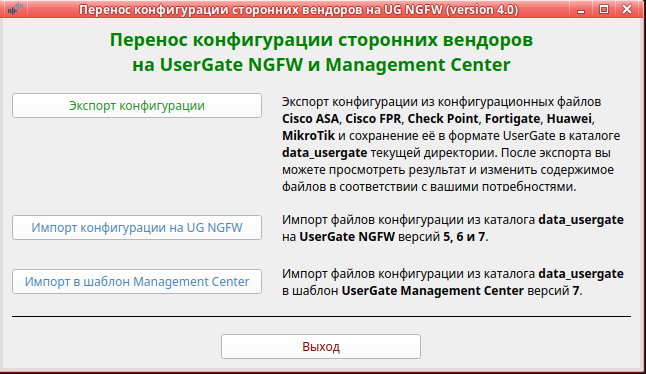 Перенос конфигурации сторонних вендоров на UG NGFW (version 4.0)
Перенос конфигурации сторонних вендоров
на UserGate NGFW и Management Center
Экспорт конфигурации
Экспорт конфигурации из конфигурационных файлов
Cisco ASA, Cisco FPR, Check Point, Fortigate, Huawei,
MikroTik и сохранение её в формате UserGate в каталоге
data_usergate текущей директории. После экспорта вы
можете просмотреть результат и изменить содержимое
файлов в соответствии с вашими потребностями.
Импорт конфигурации на UG NGFW
Импорт файлов конфигурации из каталога data_usergate
на UserGate NGFW версий 5, 6 и 7.
Импорт в шаблон Management Center
Импорт файлов конфигурации из каталога data_usergate
в шаблон UserGate Management Center версий 7.
Выход